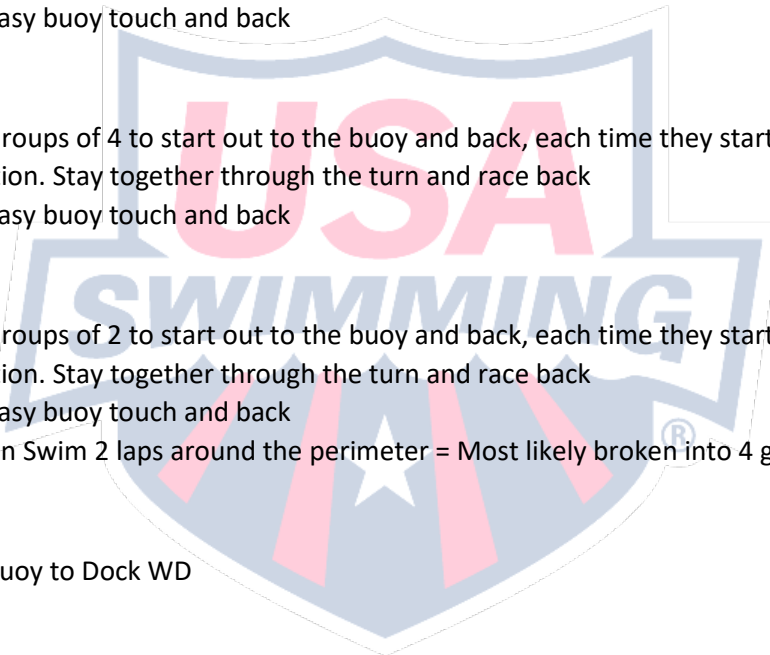 asy buoy touch and back
roups of 4 to start out to the buoy and back, each time they start
tion. Stay together through the turn and race back
asy buoy touch and back
roups of 2 to start out to the buoy and back, each time they start
tion. Stay together through the turn and race back
asy buoy touch and back
n Swim 2 laps around the perimeter = Most likely broken into 4 g
uoy to Dock WD
USA
SWIMMING
®